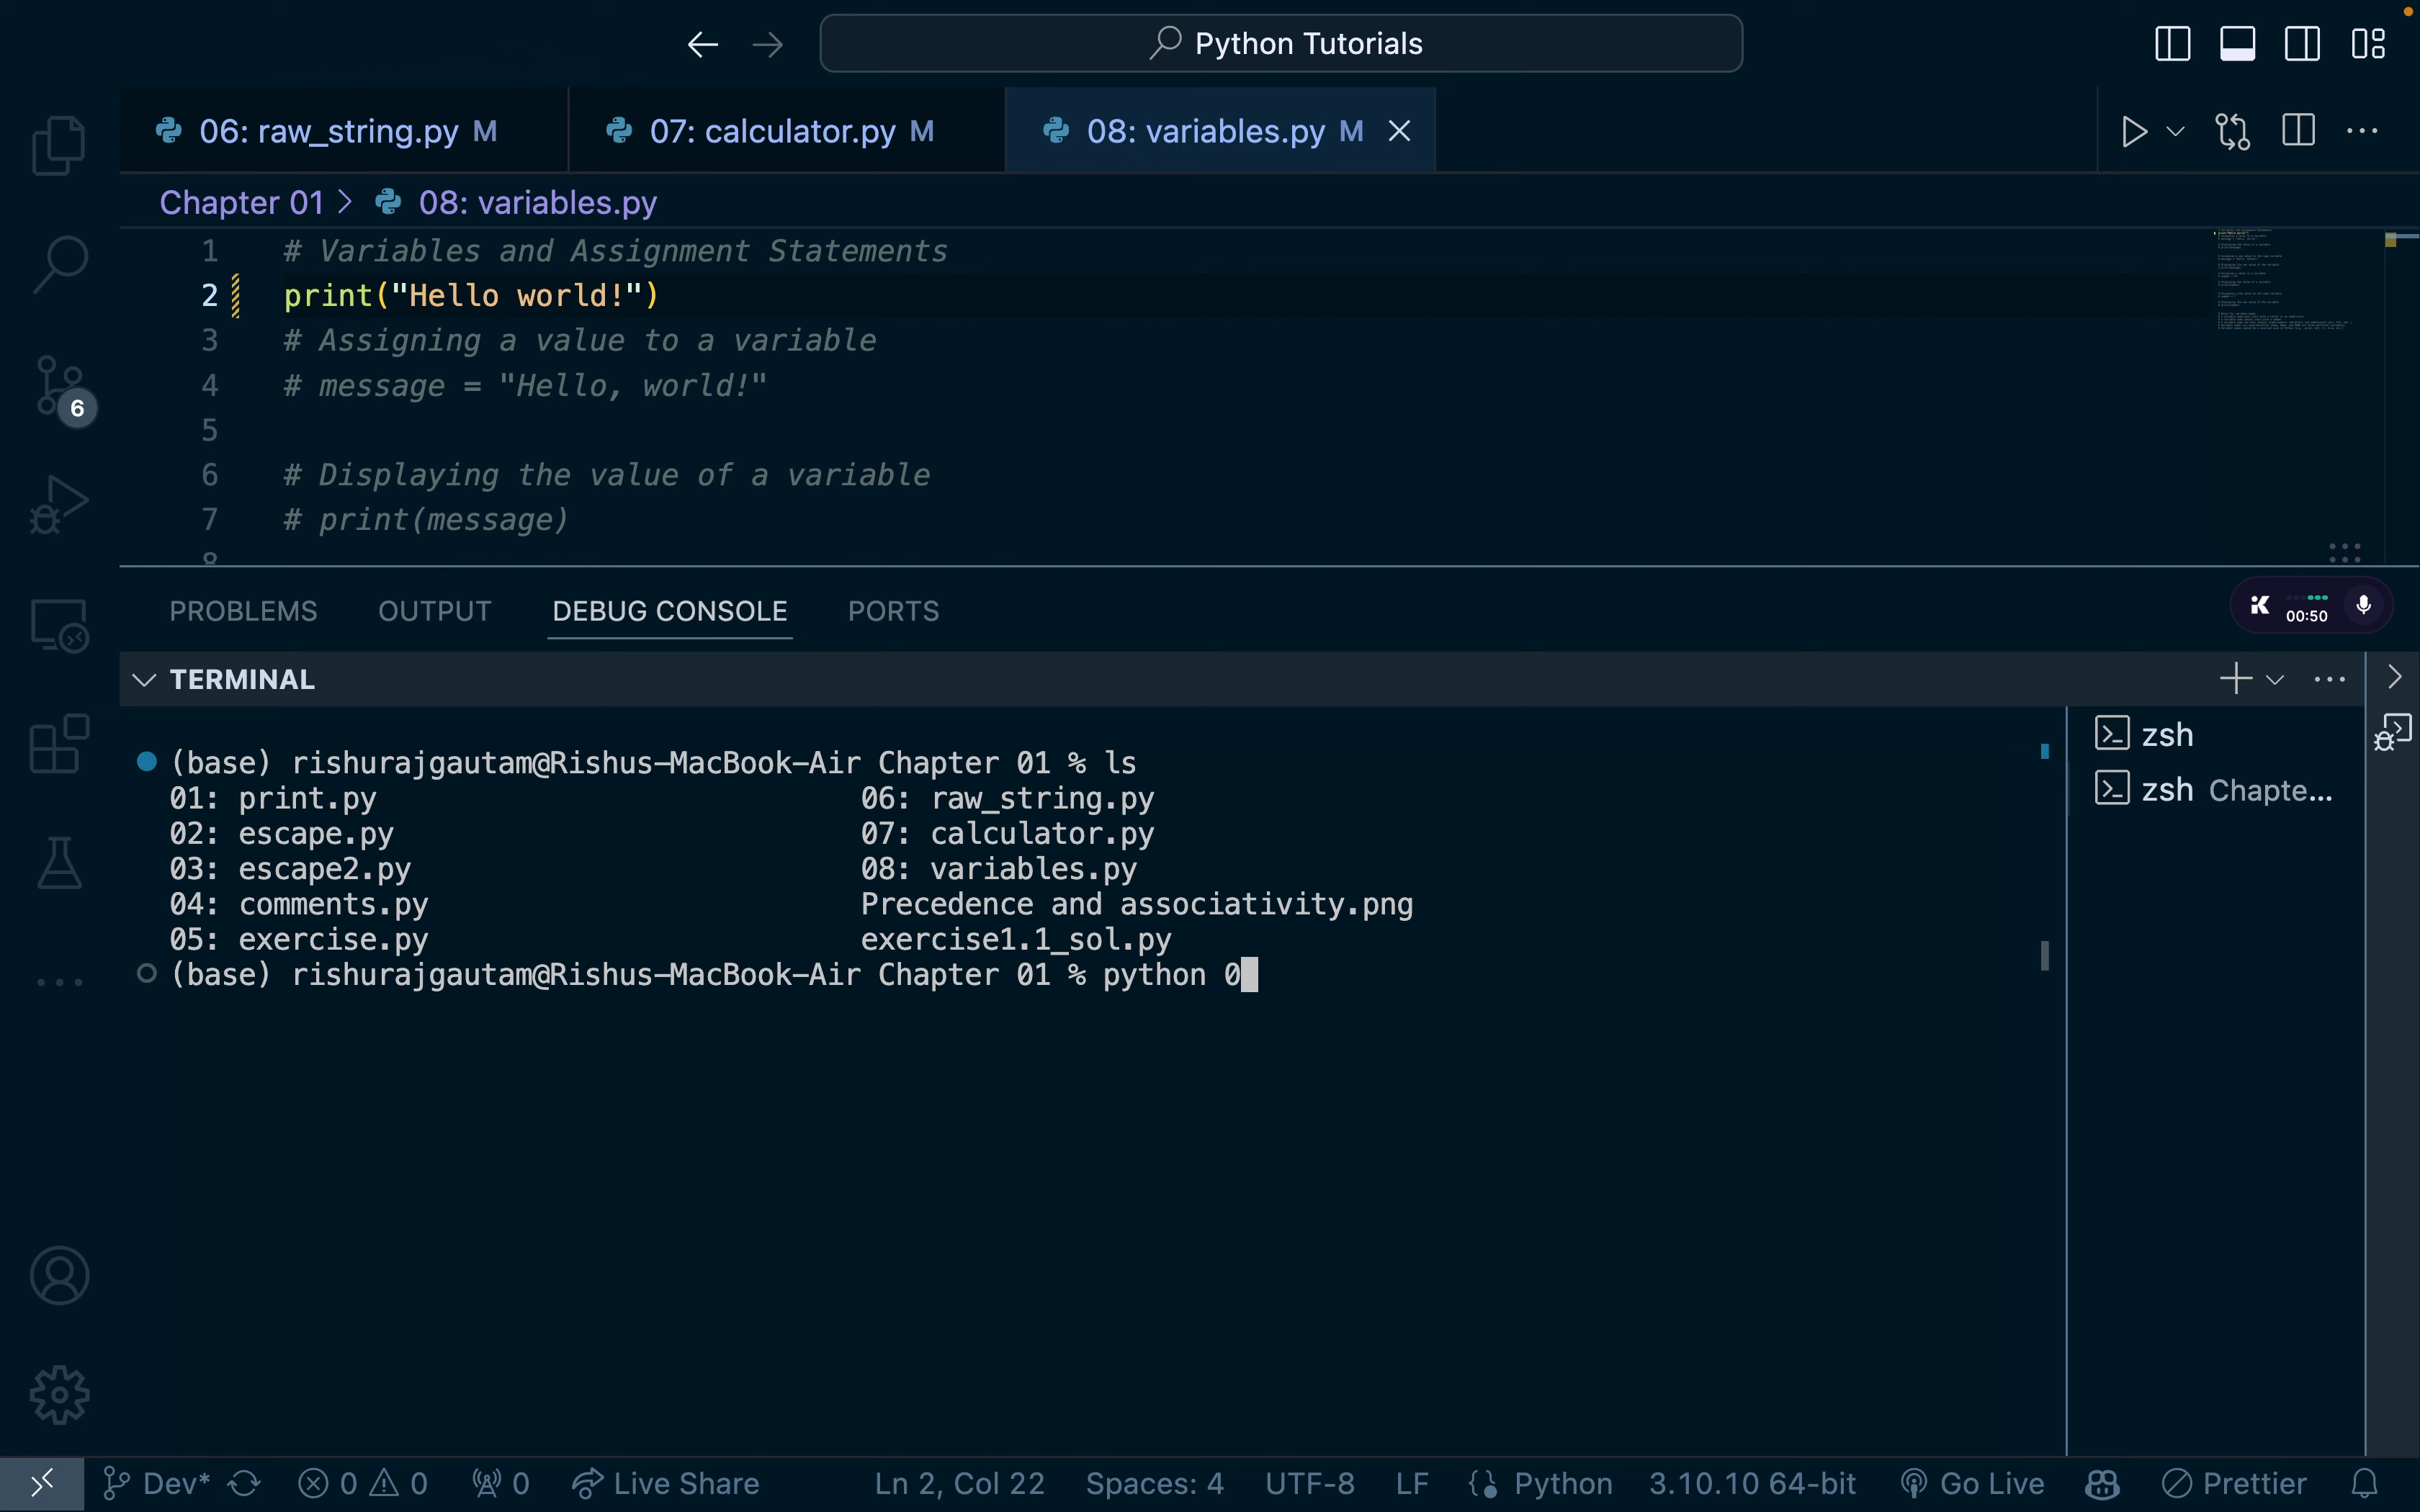 Python Tutorials
06: raw_string.py M
07: calculator.py M
08: variables.py M
Chapter 01 > 08: variables.py
1 # Variables and Assignment Statements
2 print("Hello world!")
3 # Assigning a value to a variable
4 # message = "Hello, world!"
5
6 # Displaying the value of a variable
7 # print(message)
8
6
PROBLEMS OUTPUT DEBUG CONSOLE PORTS
00:50
TERMINAL
(base) rishurajgautam@Rishus-MacBook-Air Chapter 01 % ls
01: print.py 06: raw_string.py
02: escape.py 07: calculator.py
03: escape2.py 08: variables.py
04: comments.py Precedence and associativity.png
05: exercise.py exercise1.1_sol.py
(base) rishurajgautam@Rishus-MacBook-Air Chapter 01 % python 0
zsh
zsh Chapte...
Dev* 0 0 0 Live Share Ln 2, Col 22 Spaces: 4 UTF-8 LF Python 3.10.10 64-bit Go Live Prettier